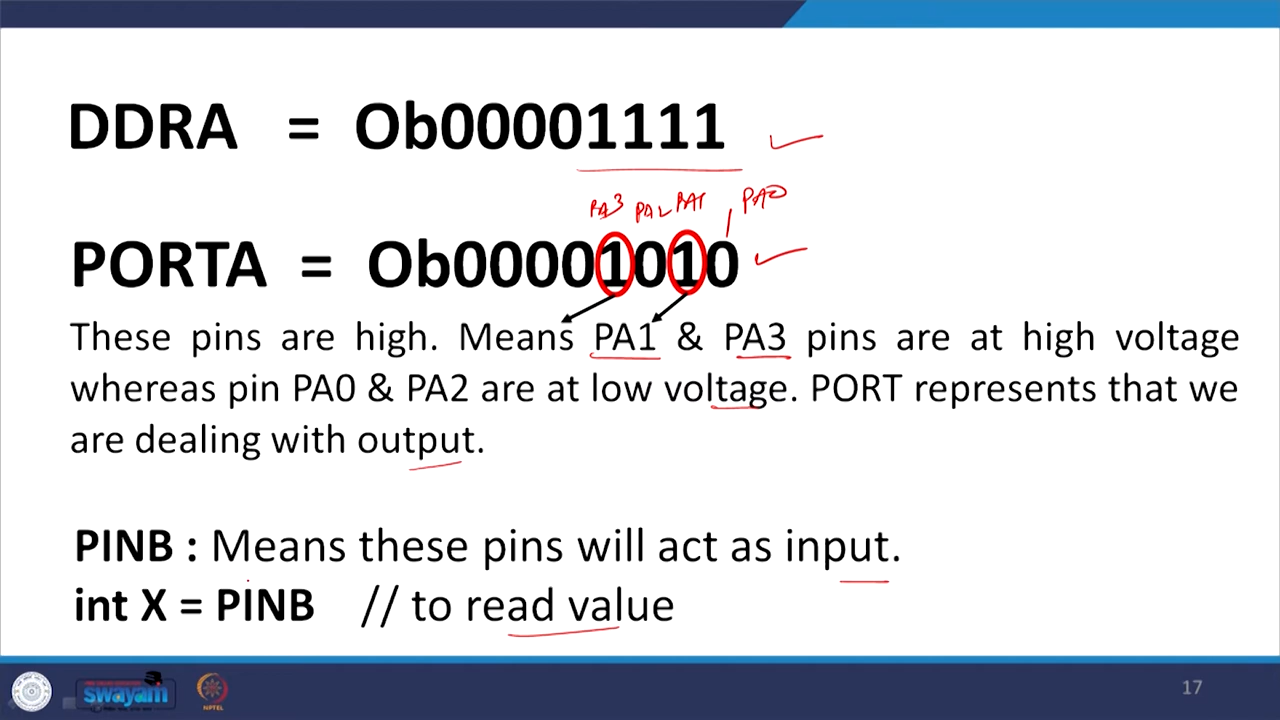 DDRA = Ob00001111
PA3 PA2 PA1 PA0
PORTA = Ob00001010
These pins are high. Means PA1 & PA3 pins are at high voltage
whereas pin PA0 & PA2 are at low voltage. PORT represents that we
are dealing with output.
PINB : Means these pins will act as input.
int X = PINB // to read value
swayam
NPTEL
17